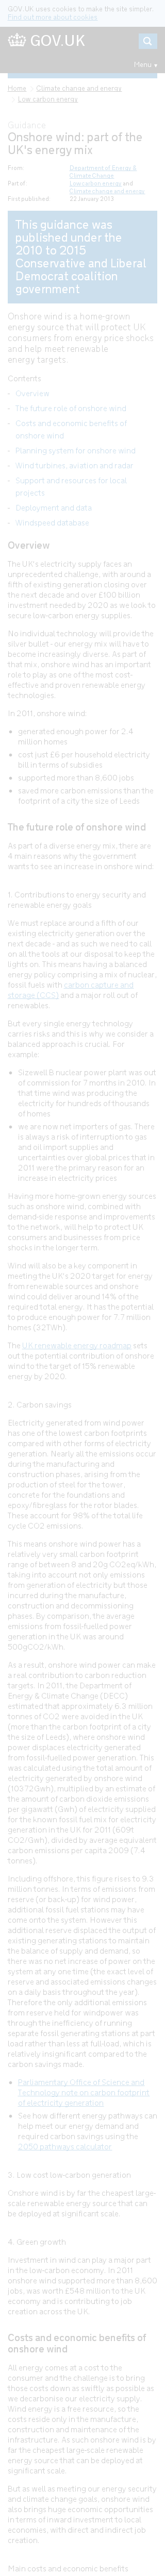 GOV.UK uses cookies to make the site simpler.
Find out more about cookies
GOV.UK
Menu
Home
Climate change and energy
Low carbon energy
Guidance
Onshore wind: part of the
UK's energy mix
From: Department of Energy &
Climate Change
Part of: Low carbon energy and
Climate change and energy
First published: 22 January 2013
This guidance was
published under the
2010 to 2015
Conservative and Liberal
Democrat coalition
government
Onshore wind is a home-grown
energy source that will protect UK
consumers from energy price shocks
and help meet renewable
energy targets.
Contents
Overview
The future role of onshore wind
Costs and economic benefits of
onshore wind
Planning system for onshore wind
Wind turbines, aviation and radar
Support and resources for local
projects
Deployment and data
Windspeed database
Overview
The UK's electricity supply faces an
unprecedented challenge, with around a
fifth of existing generation closing over
the next decade and over £100 billion
investment needed by 2020 as we look to
secure low-carbon energy supplies.
No individual technology will provide the
silver bullet - our energy mix will have to
become increasingly diverse. As part of
that mix, onshore wind has an important
role to play as one of the most cost-
effective and proven renewable energy
technologies.
In 2011, onshore wind:
generated enough power for 2.4
million homes
cost just £6 per household electricity
bill in terms of subsidies
supported more than 8,600 jobs
saved more carbon emissions than the
footprint of a city the size of Leeds
The future role of onshore wind
As part of a diverse energy mix, there are
4 main reasons why the government
wants to see an increase in onshore wind:
1. Contributions to energy security and
renewable energy goals
We must replace around a fifth of our
existing electricity generation over the
next decade - and as such we need to call
on all the tools at our disposal to keep the
lights on. This means having a balanced
energy policy comprising a mix of nuclear,
fossil fuels with carbon capture and
storage (CCS) and a major roll out of
renewables.
But every single energy technology
carries risks and this is why we consider a
balanced approach is crucial. For
example:
Sizewell B nuclear power plant was out
of commission for 7 months in 2010. In
that time wind was producing the
electricity for hundreds of thousands
of homes
we are now net importers of gas. There
is always a risk of interruption to gas
and oil import supplies and
uncertainties over global prices that in
2011 were the primary reason for an
increase in electricity prices
Having more home-grown energy sources
such as onshore wind, combined with
demand-side response and improvements
to the network, will help to protect UK
consumers and businesses from price
shocks in the longer term.
Wind will also be a key component in
meeting the UK's 2020 target for energy
from renewable sources and onshore
wind could deliver around 14% of the
required total energy. It has the potential
to produce enough power for 7.7 million
homes (32TWh).
The UK renewable energy roadmap sets
out the potential contribution of onshore
wind to the target of 15% renewable
energy by 2020.
2. Carbon savings
Electricity generated from wind power
has one of the lowest carbon footprints
compared with other forms of electricity
generation. Nearly all the emissions occur
during the manufacturing and
construction phases, arising from the
production of steel for the tower,
concrete for the foundations and
epoxy/fibreglass for the rotor blades.
These account for 98% of the total life
cycle CO2 emissions.
This means onshore wind power has a
relatively very small carbon footprint
range of between 8 and 20gCO2eq/kWh,
taking into account not only emissions
from generation of electricity but those
incurred during the manufacture,
construction and decommissioning
phases. By comparison, the average
emissions from fossil-fuelled power
generation in the UK was around
500gCO2/kWh.
As a result, onshore wind power can make
a real contribution to carbon reduction
targets. In 2011, the Department of
Energy & Climate Change (DECC)
estimated that approximately 6.3 million
tonnes of CO2 were avoided in the UK
(more than the carbon footprint of a city
the size of Leeds), where onshore wind
power displaced electricity generated
from fossil-fuelled power generation. This
was calculated using the total amount of
electricity generated by onshore wind
(10372Gwh), multiplied by an estimate of
the amount of carbon dioxide emissions
per gigawatt (Gwh) of electricity supplied
for the known fossil fuel mix for electricity
generation in the UK for 2011 (609t
CO2/Gwh), divided by average equivalent
carbon emissions per capita 2009 (7.4
tonnes).
Including offshore, this figure rises to 9.3
million tonnes. In terms of emissions from
reserve (or back-up) for wind power,
additional fossil fuel stations may have to
come onto the system. However this
additional reserve displaced the output of
existing generating stations to maintain
the balance of supply and demand, so
there will not be an increase in energy
production from fossil powered station at
any one time (the exact level of
reserve and associated emissions changes
on a daily basis throughout the year).
Therefore the only additional emissions
from reserve held for wind power was
through the inefficiency of running
separate fossil generating stations at part
load rather than at full load, which is
relatively insignificant compared to the
carbon savings made.
Parliamentary Office of Science and
Technology note on carbon footprint
of electricity generation
See how different energy pathways can
help meet our energy demand and
required carbon savings using the
2050 pathways calculator
3. Low cost low-carbon generation
Onshore wind is by far the cheapest large-
scale renewable energy source that can
be deployed at significant scale.
4. Green growth
Investment in wind can play a major part
in the low-carbon economy. In 2011
onshore wind supported more than 8,600
jobs, was worth £548 million to the UK
economy and is contributing to job
creation across the UK.
Costs and economic benefits of
onshore wind
All energy comes at a cost to the
consumer and the challenge is to bring
those costs down as swiftly as possible as
we decarbonise our electricity supply.
Wind energy is a free resource, so the
costs reside only in the manufacture,
construction and maintenance of the
infrastructure. As such onshore wind is by
far the cheapest large-scale renewable
energy source that can be deployed at
significant scale.
But as well as meeting our energy security
and climate change goals, onshore wind
also brings huge economic opportunities
in terms of inward investment to local
economies, with direct and indirect job
creation.
Main costs and economic benefits